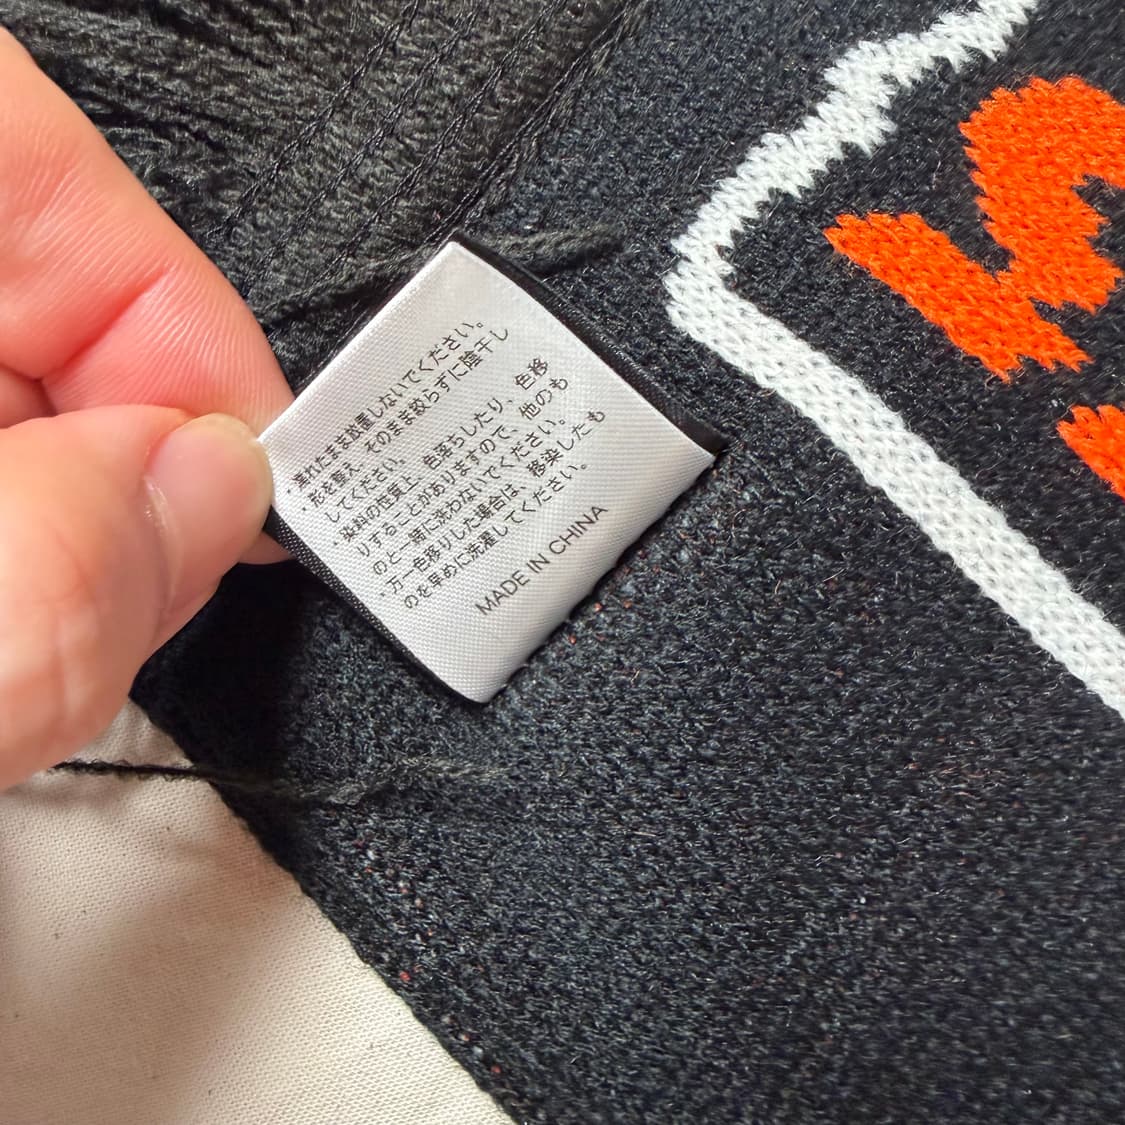 ・濡れたまま放置しないでください。
・形を整え、そのまま絞らずに陰干し
してください。
・染料の性質上、色落ちしたり、色移
りすることがありますので、他のも
のと一緒に洗わないでください。
・万一色移りした場合は、移染したも
のを早めに洗濯してください。
MADE IN CHINA